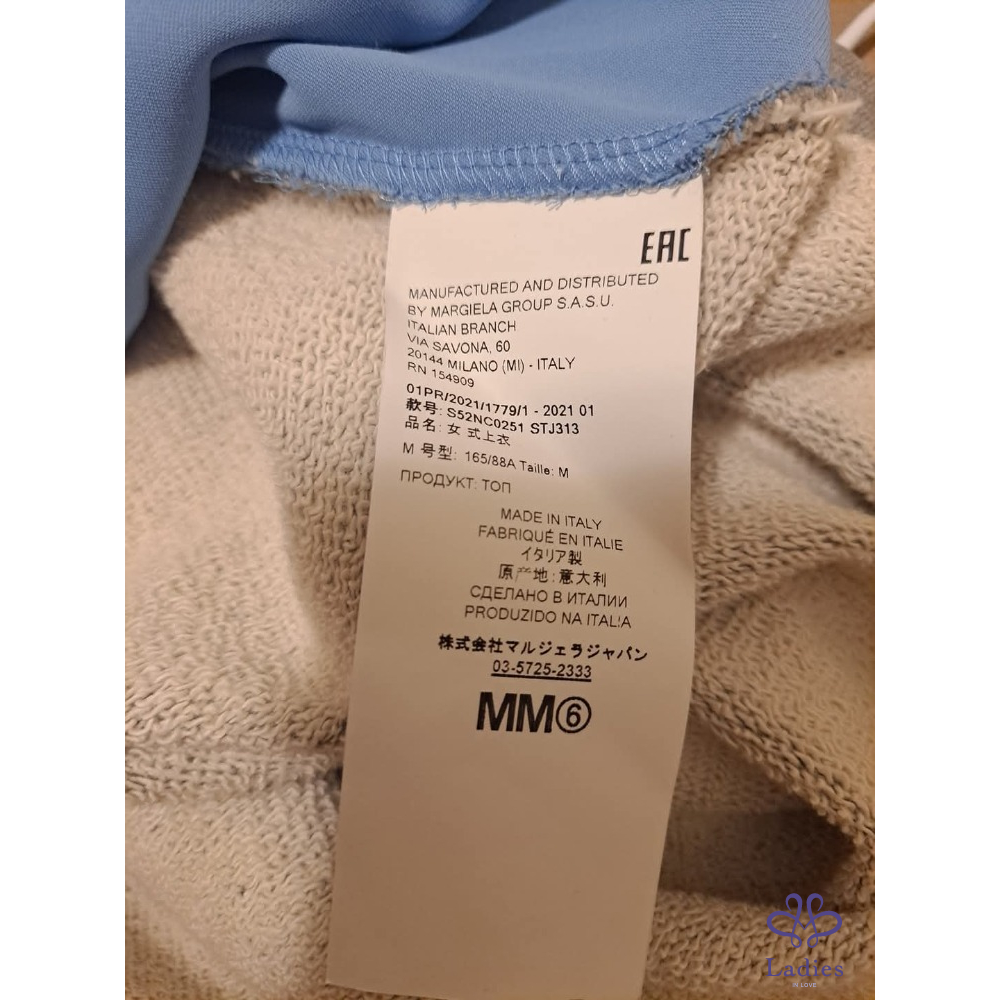 EAC
MANUFACTURED AND DISTRIBUTED
BY MARGIELA GROUP S.A.S.U.
ITALIAN BRANCH
VIA SAVONA, 60
20144 MILANO (MI) - ITALY
RN 154909
01PR/2021/1779/1 - 2021 01
款号: S52NC0251 STJ313
品名: 女 式上衣
M 号型: 165/88A Taille: M
ПРОДУКТ: ТОП
MADE IN ITALY
FABRIQUÉ EN ITALIE
イタリア製
原产地: 意大利
СДЕЛАНО В ИТАЛИИ
PRODUZIDO NA ITALIA
株式会社マルジェラジャパン
03-5725-2333
MM⑥
Ladies
IN LOVE